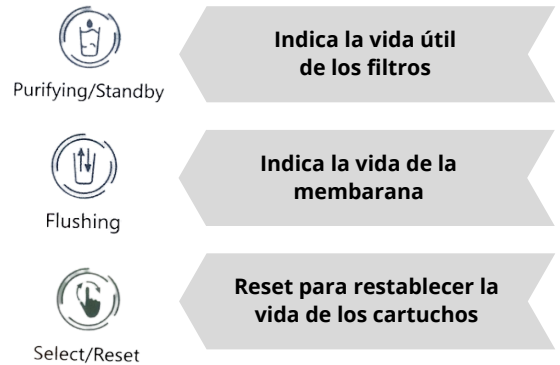 Indica la vida útil
de los filtros
Purifying/Standby
Indica la vida de la
membarana
Flushing
Reset para restablecer la
vida de los cartuchos
Select/Reset